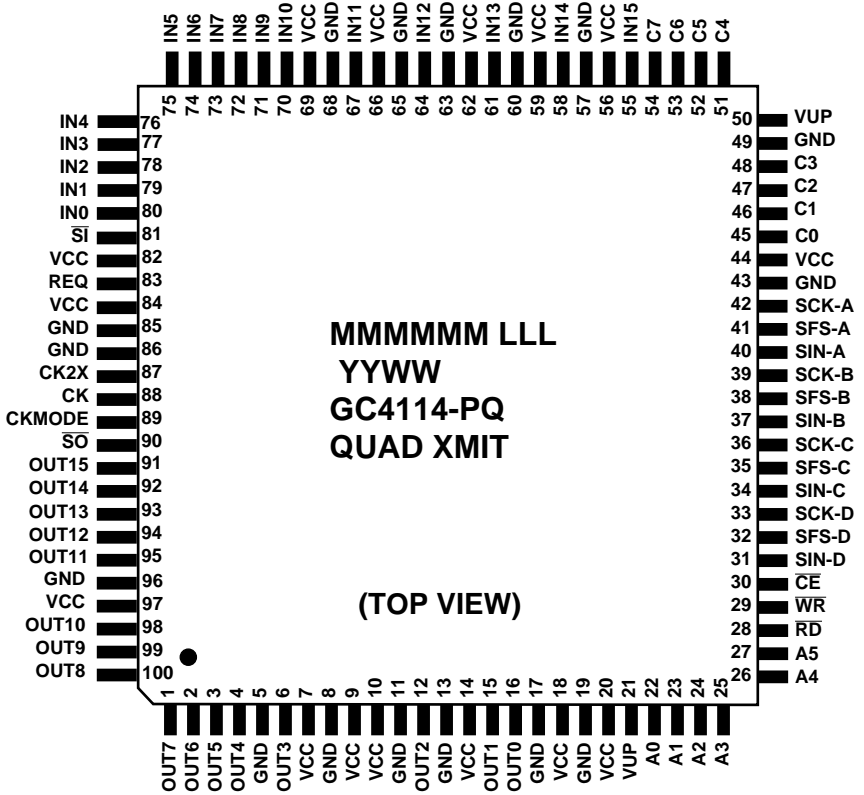 IN5 IN6 IN7 IN8 IN9 IN10 VCC GND IN11 VCC GND IN12 GND VCC IN13 GND VCC IN14 GND VCC IN15 C7 C6 C5 C4
75 74 73 72 71 70 69 68 67 66 65 64 63 62 61 60 59 58 57 56 55 54 53 52 51
IN4 76
IN3 77
IN2 78
IN1 79
IN0 80
S̅I̅ 81
VCC 82
REQ 83
VCC 84
GND 85
GND 86
CK2X 87
CK 88
CKMODE 89
S̅O̅ 90
OUT15 91
OUT14 92
OUT13 93
OUT12 94
OUT11 95
GND 96
VCC 97
OUT10 98
OUT9 99
OUT8 100
MMMMMM LLL
YYWW
GC4114-PQ
QUAD XMIT
(TOP VIEW)
50 VUP
49 GND
48 C3
47 C2
46 C1
45 C0
44 VCC
43 GND
42 SCK-A
41 SFS-A
40 SIN-A
39 SCK-B
38 SFS-B
37 SIN-B
36 SCK-C
35 SFS-C
34 SIN-C
33 SCK-D
32 SFS-D
31 SIN-D
30 C̅E̅
29 W̅R̅
28 R̅D̅
27 A5
26 A4
1 2 3 4 5 6 7 8 9 10 11 12 13 14 15 16 17 18 19 20 21 22 23 24 25
OUT7 OUT6 OUT5 OUT4 GND OUT3 VCC GND VCC VCC GND OUT2 GND VCC OUT1 OUT0 GND VCC GND VCC VUP A0 A1 A2 A3